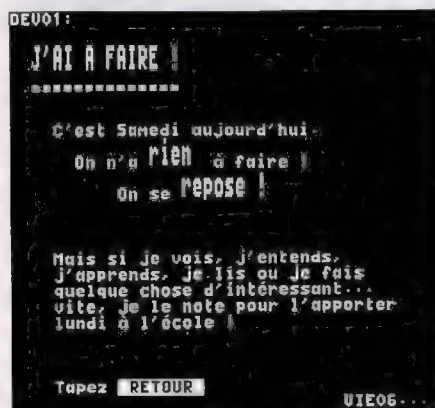 DEVO1:
J'AI A FAIRE !
C'est Samedi aujourd'hui.
On n'a rien à faire !
On se repose !
Mais si je vois, j'entends,
j'apprends, je lis ou je fais
quelque chose d'intéressant...
vite, je le note pour l'apporter
lundi à l'école !
Tapez RETOUR
VIE06...